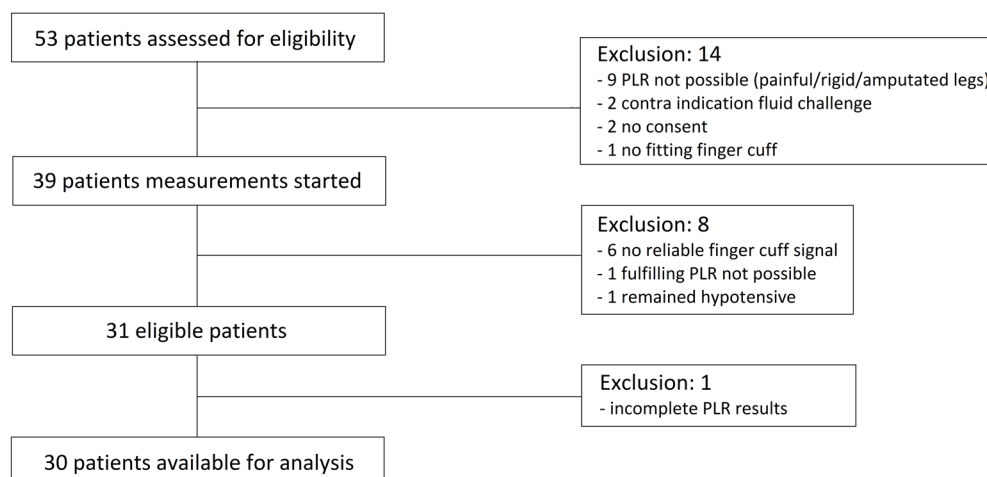 53 patients assessed for eligibility
Exclusion: 14
- 9 PLR not possible (painful/rigid/amputated legs)
- 2 contra indication fluid challenge
- 2 no consent
- 1 no fitting finger cuff
39 patients measurements started
Exclusion: 8
- 6 no reliable finger cuff signal
- 1 fulfilling PLR not possible
- 1 remained hypotensive
31 eligible patients
Exclusion: 1
- incomplete PLR results
30 patients available for analysis